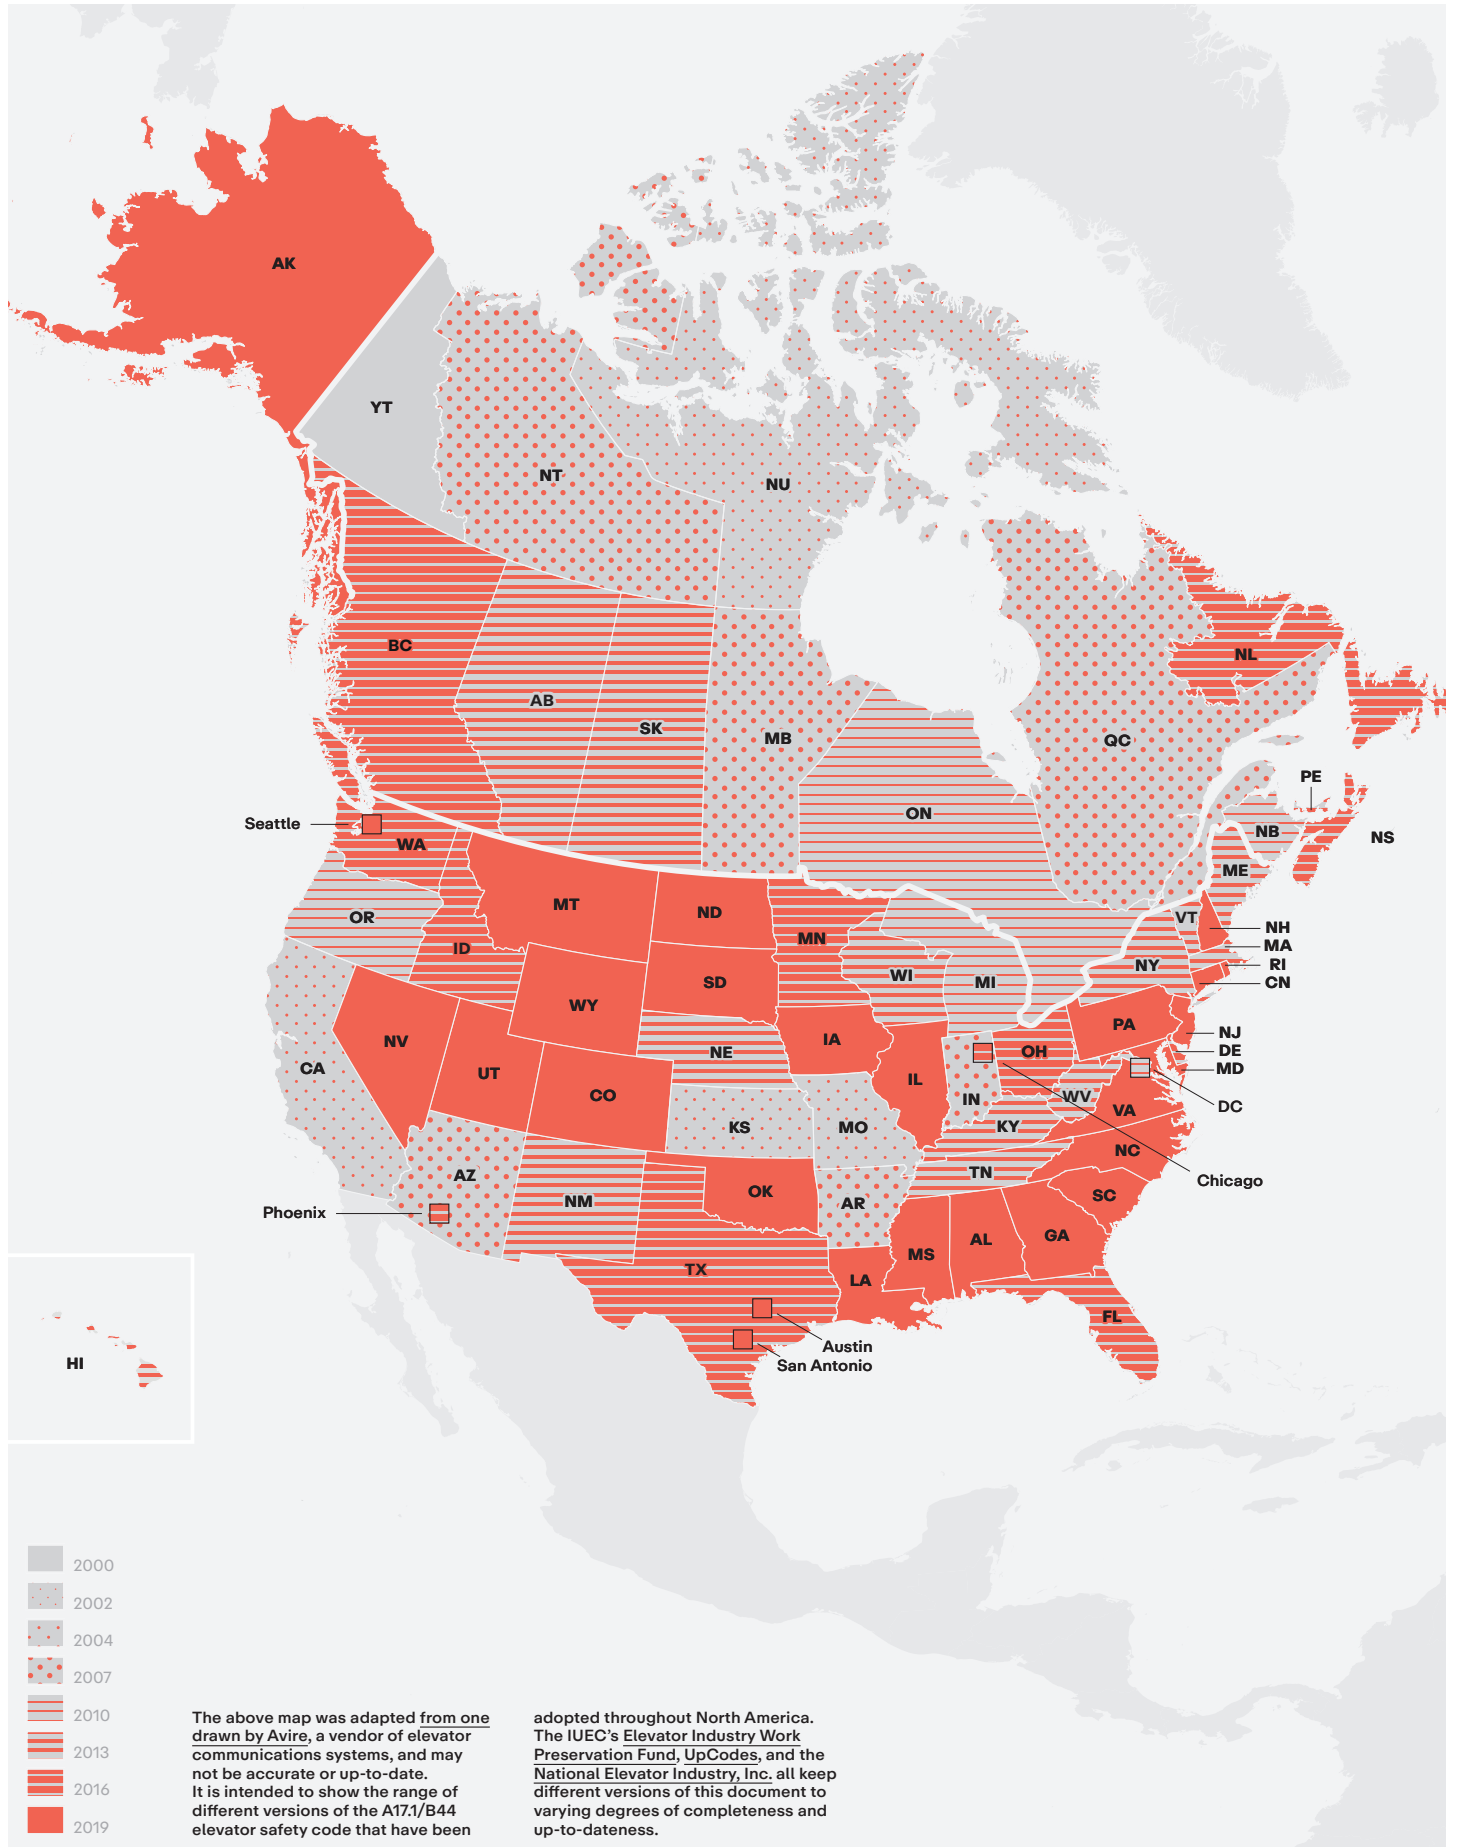 AK
YT
NT
NU
BC
AB
SK
MB
ON
QC
NL
PE
NB
NS
ME
Seattle
WA
OR
ID
MT
ND
MN
SD
WY
WI
MI
NY
VT
NH
MA
RI
CN
PA
NJ
DE
MD
DC
CA
NV
UT
CO
NE
IA
IL
IN
OH
WV
VA
KY
KS
MO
NC
TN
SC
Chicago
AZ
NM
OK
AR
Phoenix
TX
LA
MS
AL
GA
FL
Austin
San Antonio
HI
2000
2002
2004
2007
2010
2013
2016
2019
The above map was adapted from one
drawn by Avire, a vendor of elevator
communications systems, and may
not be accurate or up-to-date.
It is intended to show the range of
different versions of the A17.1/B44
elevator safety code that have been
adopted throughout North America.
The IUEC’s Elevator Industry Work
Preservation Fund, UpCodes, and the
National Elevator Industry, Inc. all keep
different versions of this document to
varying degrees of completeness and
up-to-dateness.